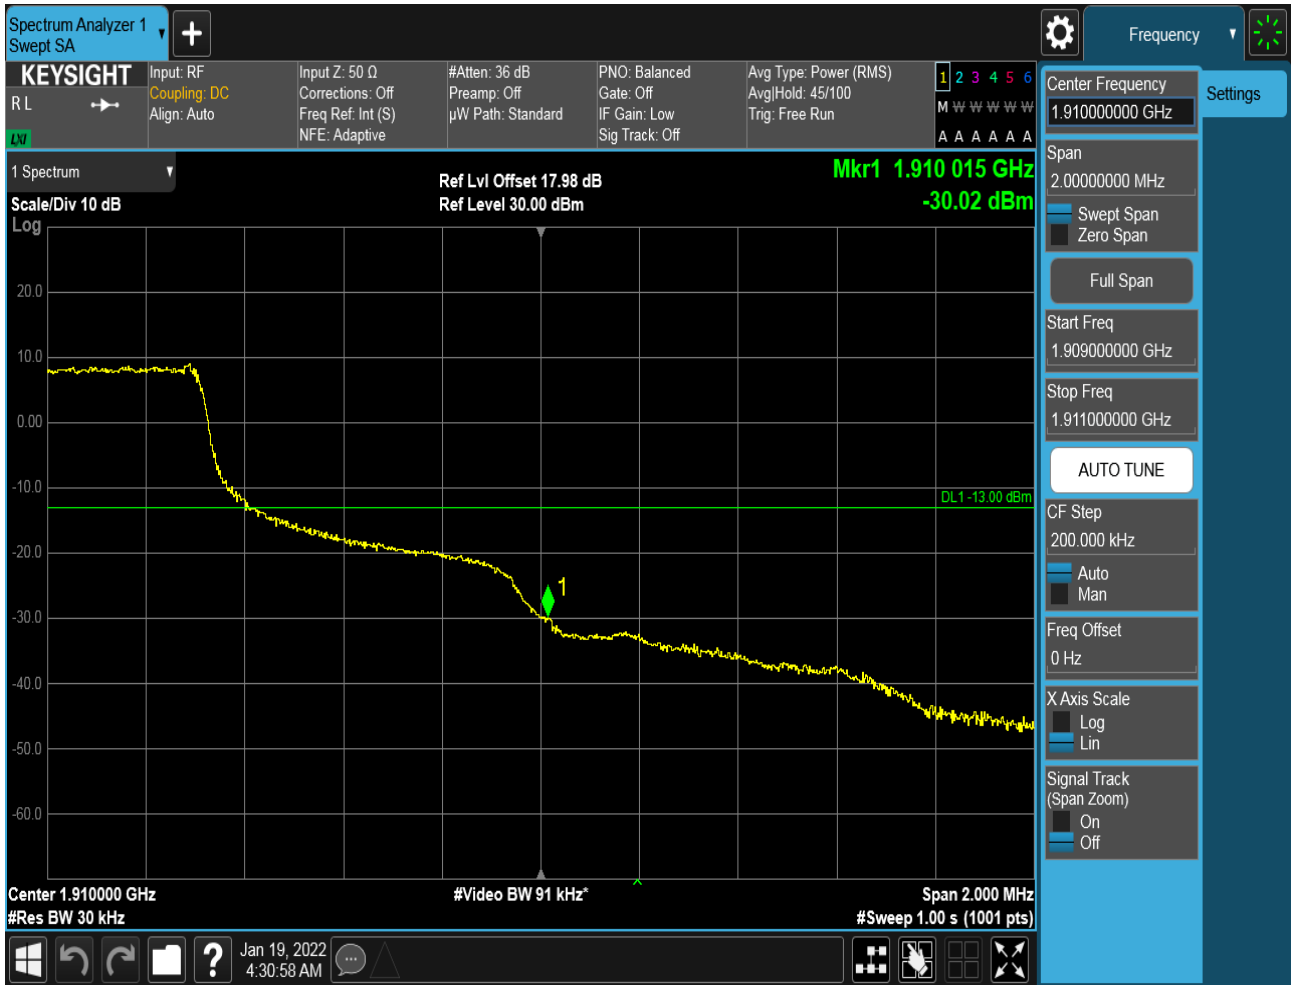 Spectrum Analyzer 1
Swept SA
Frequency
KEYSIGHT
R L
LXI
Input: RF
Coupling: DC
Align: Auto
Input Z: 50 Ω
Corrections: Off
Freq Ref: Int (S)
NFE: Adaptive
#Atten: 36 dB
Preamp: Off
µW Path: Standard
PNO: Balanced
Gate: Off
IF Gain: Low
Sig Track: Off
Avg Type: Power (RMS)
Avg|Hold: 45/100
Trig: Free Run
1 2 3 4 5 6
M W W W W W
A A A A A A
1 Spectrum
Scale/Div 10 dB
Log
Ref Lvl Offset 17.98 dB
Ref Level 30.00 dBm
Mkr1 1.910 015 GHz
-30.02 dBm
20.0
10.0
0.00
-10.0
-20.0
-30.0
-40.0
-50.0
-60.0
DL1 -13.00 dBm
1
Center 1.910000 GHz
#Res BW 30 kHz
#Video BW 91 kHz*
Span 2.000 MHz
#Sweep 1.00 s (1001 pts)
Center Frequency
1.910000000 GHz
Settings
Span
2.00000000 MHz
Swept Span
Zero Span
Full Span
Start Freq
1.909000000 GHz
Stop Freq
1.911000000 GHz
AUTO TUNE
CF Step
200.000 kHz
Auto
Man
Freq Offset
0 Hz
X Axis Scale
Log
Lin
Signal Track
(Span Zoom)
On
Off
?
Jan 19, 2022
4:30:58 AM